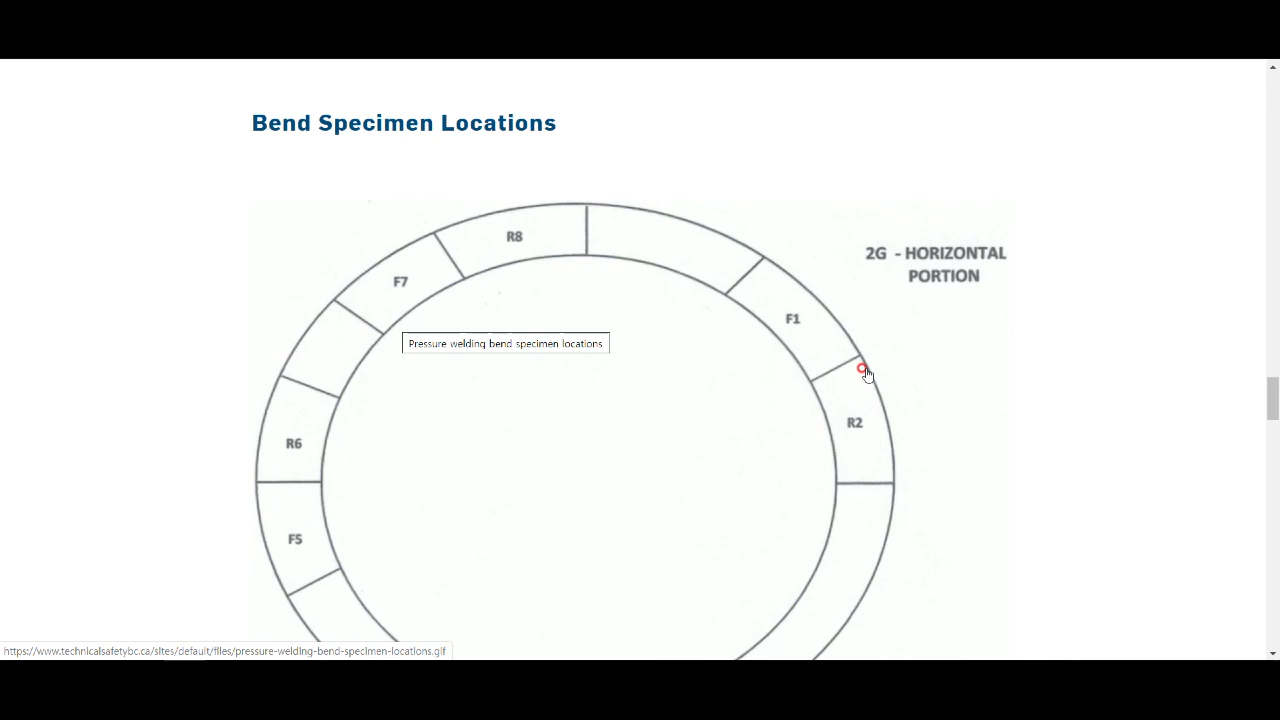 Bend Specimen Locations
R8
2G - HORIZONTAL
PORTION
F7
F1
Pressure welding bend specimen locations
R2
R6
F5
https://www.technicalsafetybc.ca/sites/default/files/pressure-welding-bend-specimen-locations.gif